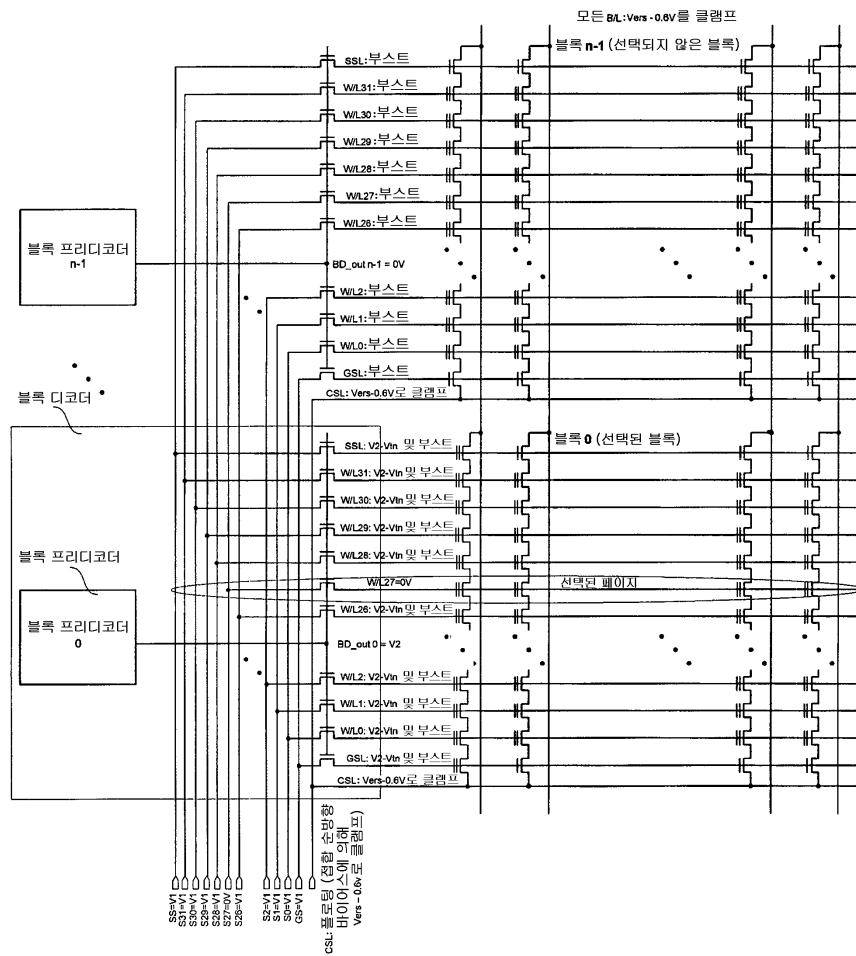 모든 B/L:Vers - 0.6V를 클램프
블록 n-1 (선택되지 않은 블록)
SSL:부스트
W/L31:부스트
W/L30:부스트
W/L29:부스트
W/L28:부스트
W/L27:부스트
W/L26:부스트
블록 프리디코더
n-1
BD_out n-1 = 0V
W/L2:부스트
W/L1:부스트
W/L0:부스트
GSL:부스트
CSL: Vers-0.6V로 클램프
블록 디코더
블록 0 (선택된 블록)
SSL: V2-Vtn 및 부스트
W/L31: V2-Vtn 및 부스트
W/L30: V2-Vtn 및 부스트
W/L29: V2-Vtn 및 부스트
W/L28: V2-Vtn 및 부스트
블록 프리디코더
W/L27=0V
선택된 페이지
W/L26: V2-Vtn 및 부스트
블록 프리디코더
0
BD_out 0 = V2
W/L2: V2-Vtn 및 부스트
W/L1: V2-Vtn 및 부스트
W/L0: V2-Vtn 및 부스트
GSL: V2-Vtn 및 부스트
CSL: Vers-0.6V로 클램프
SS=V1
S31=V1
S30=V1
S29=V1
S28=V1
S27=0V
S26=V1
S2=V1
S1=V1
S0=V1
GS=V1
CSL: 플로팅 (접합 순방향
바이어스에 의해
Vers - 0.6v로 클램프)